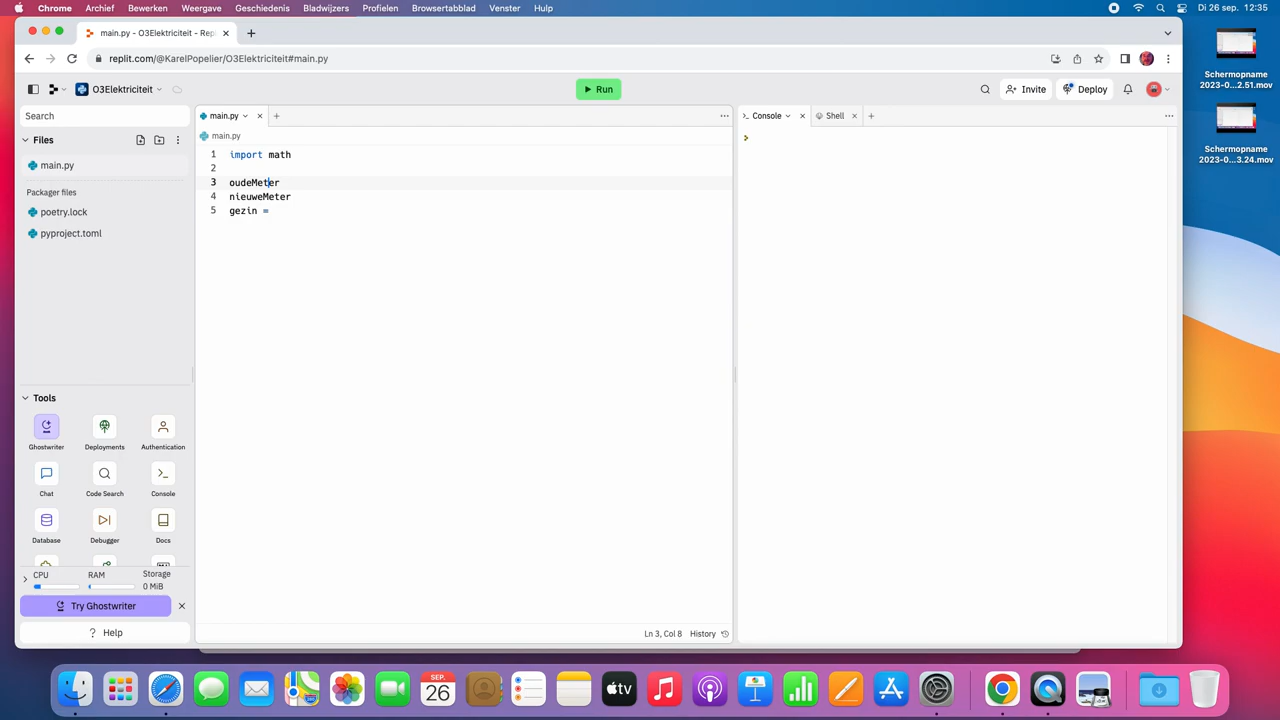 Chrome Archief Bewerken Weergave Geschiedenis Bladwijzers Profielen Browsertabblad Venster Help Di 26 sep. 12:35
main.py - O3Elektriciteit - Repl
replit.com/@KarelPopelier/O3Elektriciteit#main.py
O3Elektriciteit Run Invite Deploy
Search
Files
main.py
Packager files
poetry.lock
pyproject.toml
Tools
Ghostwriter Deployments Authentication
Chat Code Search Console
Database Debugger Docs
CPU RAM Storage
0 MiB
Try Ghostwriter
? Help
main.py
main.py
1 import math
2
3 oudeMeter
4 nieuweMeter
5 gezin =
Ln 3, Col 8 History
Console Shell
Schermopname
2023-0...2.51.mov
Schermopname
2023-0...3.24.mov
SEP.
26
tv